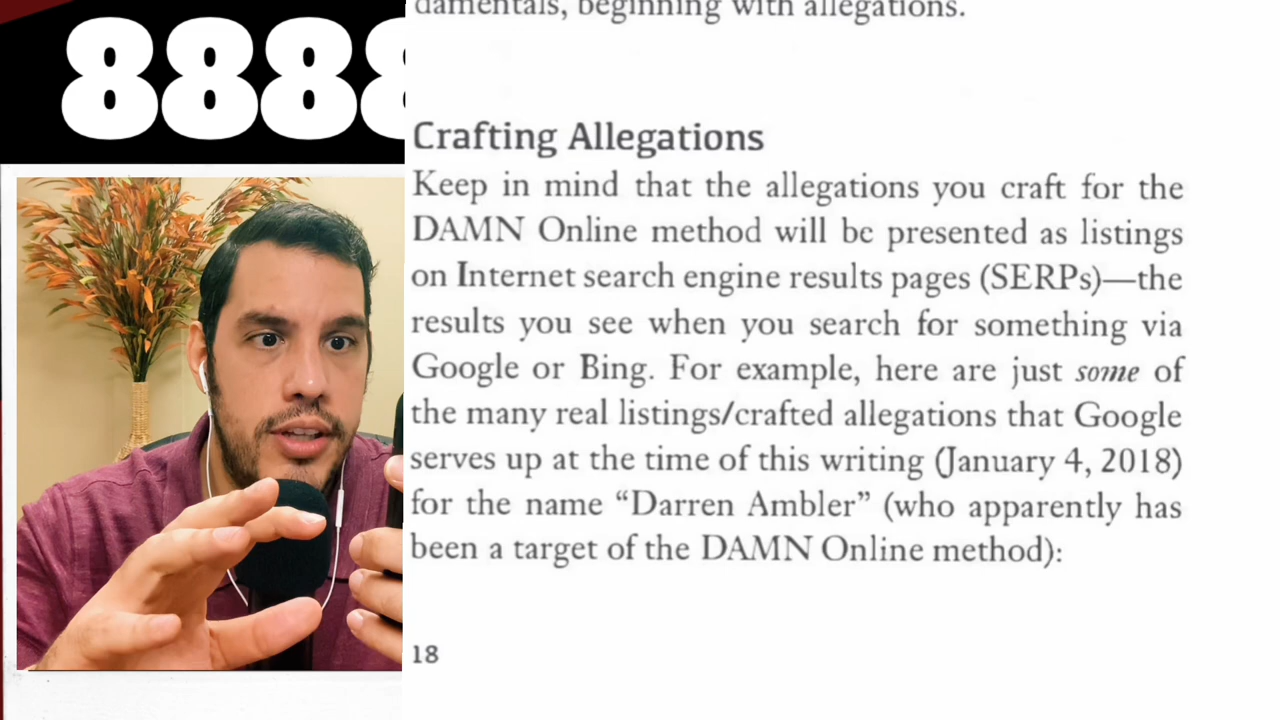 8888
damentals, beginning with allegations.
Crafting Allegations
Keep in mind that the allegations you craft for the
DAMN Online method will be presented as listings
on Internet search engine results pages (SERPs)—the
results you see when you search for something via
Google or Bing. For example, here are just some of
the many real listings/crafted allegations that Google
serves up at the time of this writing (January 4, 2018)
for the name “Darren Ambler” (who apparently has
been a target of the DAMN Online method):
18